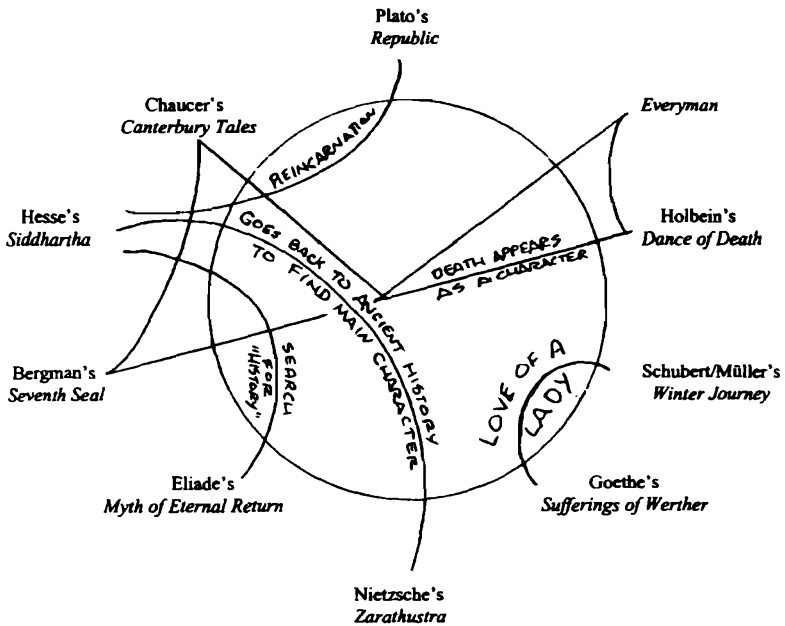 Plato's
Republic
Chaucer's
Canterbury Tales
Everyman
REINCARNATION
Hesse's
Siddhartha
Holbein's
Dance of Death
GOES BACK TO ANCIENT HISTORY
TO FIND MAIN CHARACTER
DEATH APPEARS
AS A CHARACTER
Bergman's
Seventh Seal
SEARCH
FOR
"HISTORY"
LOVE OF A
LADY
Schubert/Müller's
Winter Journey
Eliade's
Myth of Eternal Return
Goethe's
Sufferings of Werther
Nietzsche's
Zarathustra